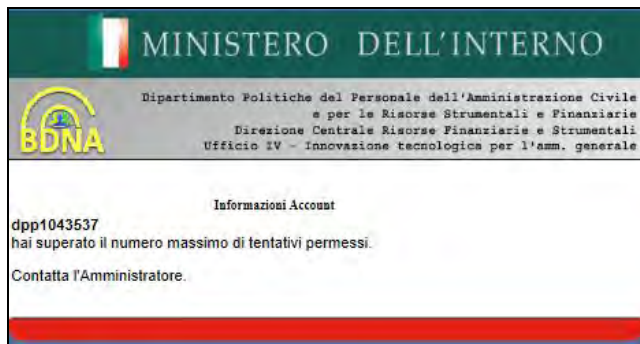 MINISTERO DELL'INTERNO
BDNA
Dipartimento Politiche del Personale dell'Amministrazione Civile
e per le Risorse Strumentali e Finanziarie
Direzione Centrale Risorse Finanziarie e Strumentali
Ufficio IV - Innovazione tecnologica per l'amm. generale
Informazioni Account
dpp1043537
hai superato il numero massimo di tentativi permessi.
Contatta l'Amministratore.